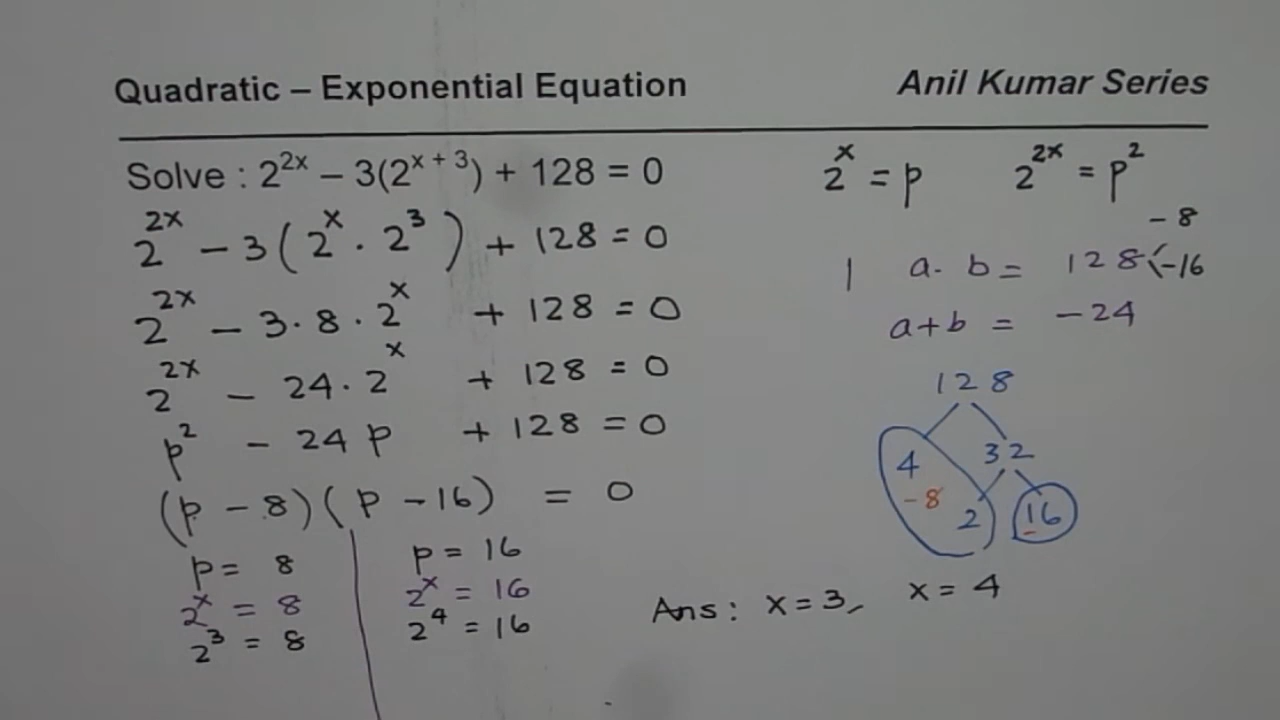 Quadratic – Exponential Equation
Anil Kumar Series
Solve : 2^{2x} – 3(2^{x + 3}) + 128 = 0
2^{2x} - 3(2^x · 2^3) + 128 = 0
2^{2x} - 3·8·2^x + 128 = 0
2^{2x} - 24·2^x + 128 = 0
p^2 - 24p + 128 = 0
(p - 8)(p - 16) = 0
p = 8
2^x = 8
2^3 = 8
p = 16
2^x = 16
2^4 = 16
2^x = p
2^{2x} = p^2
-8
| a· b = 128 < -16
a+b = -24
128
4 32
-8 2 16
Ans: x=3, x=4